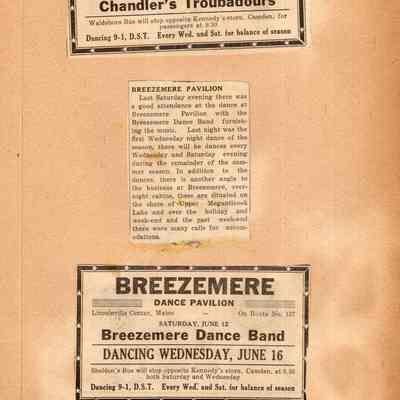 Chandler's Troubadours
Waldoboro Bus will stop opposite Kennedy's store, Camden, for
passengers at 8.30
Dancing 9-1, D.S.T. Every Wed. and Sat. for balance of season
BREEZEMERE PAVILION
Last Saturday evening there was
a good attendance at the dance at
Breezemere Pavilion with the
Breezemere Dance Band furnish-
ing the music. Last night was the
first Wednesday night dance of the
season, there will be dances every
Wednesday and Saturday evening
during the remainder of the sum-
mer season. In addition to the
dances, there is another angle to
the business at Breezemere, over-
night cabins, these are situated on
the shore of Upper Megunticook
Lake and over the holiday and
week-end and the past week-end
there were many calls for accom-
odations.
BREEZEMERE
DANCE PAVILION
Lincolnville Center, Maine — On Route No. 137
SATURDAY, JUNE 12
Breezemere Dance Band
DANCING WEDNESDAY, JUNE 16
Sheldon's Bus will stop opposite Kennedy's store, Camden, at 8.30
both Saturday and Wednesday
Dancing 9-1, D.S.T. Every Wed. and Sat. for balance of season